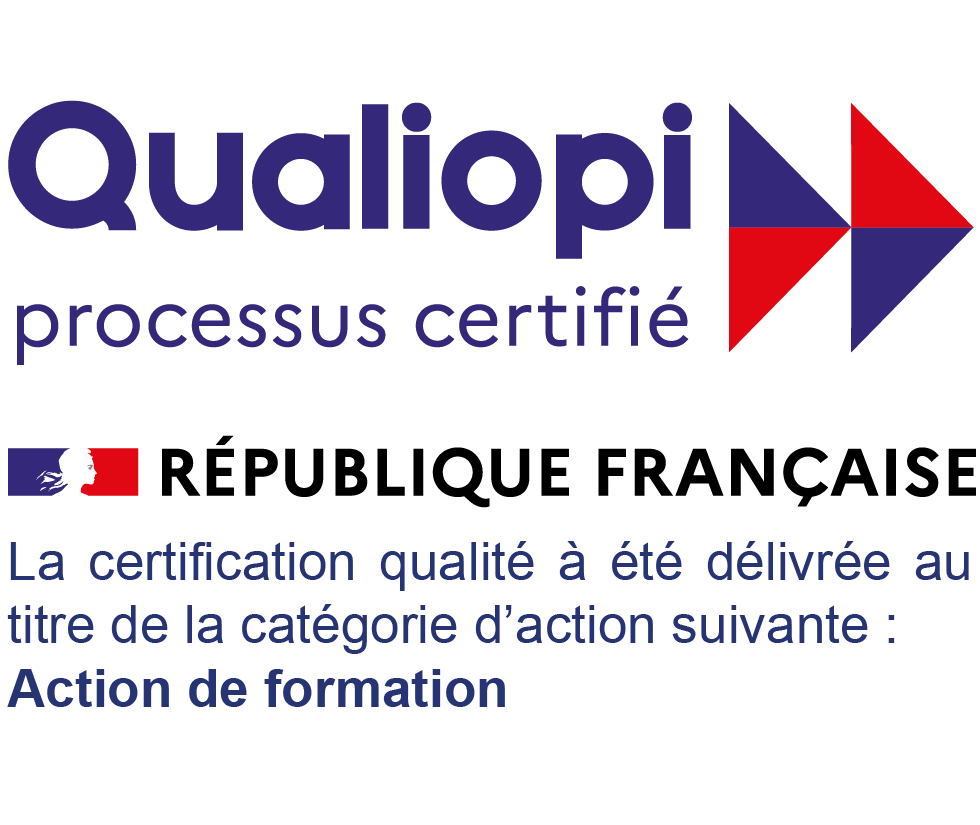 Qualiopi
processus certifié
RÉPUBLIQUE FRANÇAISE
La certification qualité à été délivrée au
titre de la catégorie d’action suivante :
Action de formation